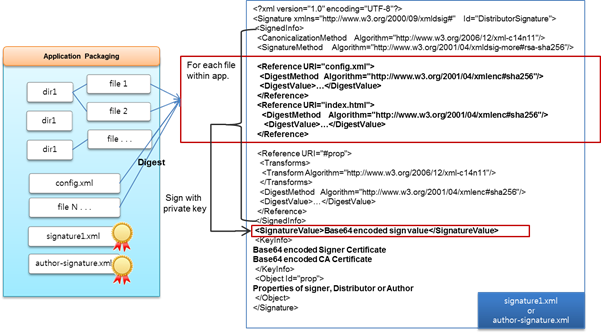 Application Packaging
dir1
file 1
file 2
dir1
dir1
file . . .
Digest
config.xml
file N . . .
signature1.xml
author-signature.xml
For each file
within app.
Sign with
private key
<?xml version="1.0" encoding="UTF-8"?>
<Signature xmlns="http://www.w3.org/2000/09/xmldsig#" Id="DistributorSignature">
<SignedInfo>
<CanonicalizationMethod Algorithm="http://www.w3.org/2006/12/xml-c14n11"/>
<SignatureMethod Algorithm="http://www.w3.org/2001/04/xmldsig-more#rsa-sha256"/>
<Reference URI="config.xml">
<DigestMethod Algorithm="http://www.w3.org/2001/04/xmlenc#sha256"/>
<DigestValue>…</DigestValue>
</Reference>
<Reference URI="index.html">
<DigestMethod Algorithm="http://www.w3.org/2001/04/xmlenc#sha256"/>
<DigestValue>…</DigestValue>
</Reference>
<Reference URI="#prop">
<Transforms>
<Transform Algorithm="http://www.w3.org/2006/12/xml-c14n11"/>
</Transforms>
<DigestMethod Algorithm="http://www.w3.org/2001/04/xmlenc#sha256"/>
<DigestValue>…</DigestValue>
</Reference>
</SignedInfo>
<SignatureValue>Base64 encoded sign value</SignatureValue>
<KeyInfo>
Base64 encoded Signer Certificate
Base64 encoded CA Certificate
</KeyInfo>
<Object Id="prop">
Properties of signer, Distributor or Author
</Object>
</Signature>
signature1.xml
or
author-signature.xml